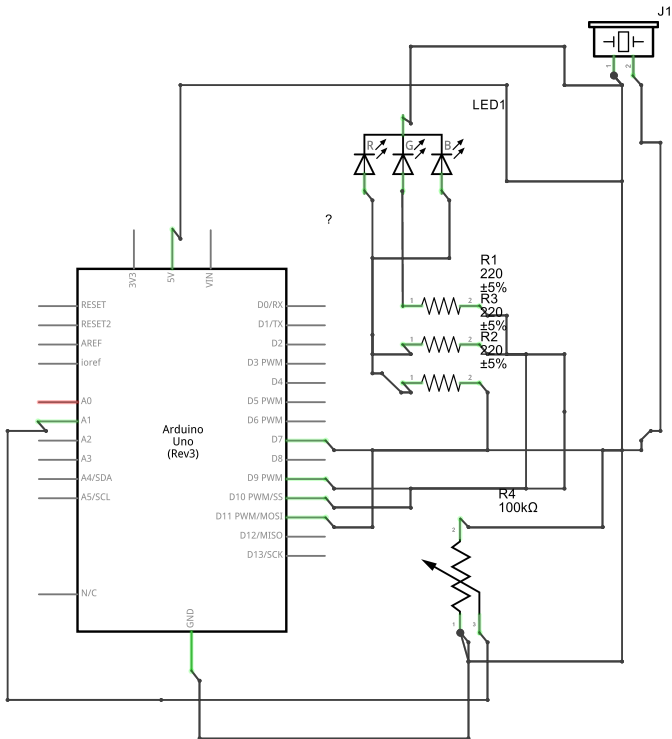 J1
1
2
LED1
R
G
B
?
3V3
5V
VIN
R1
220
±5%
R3
220
±5%
R2
220
±5%
1
2
1
2
1
2
RESET
RESET2
AREF
ioref
A0
A1
A2
A3
A4/SDA
A5/SCL
N/C
Arduino
Uno
(Rev3)
D0/RX
D1/TX
D2
D3 PWM
D4
D5 PWM
D6 PWM
D7
D8
D9 PWM
D10 PWM/SS
D11 PWM/MOSI
D12/MISO
D13/SCK
GND
R4
100kΩ
2
1
3